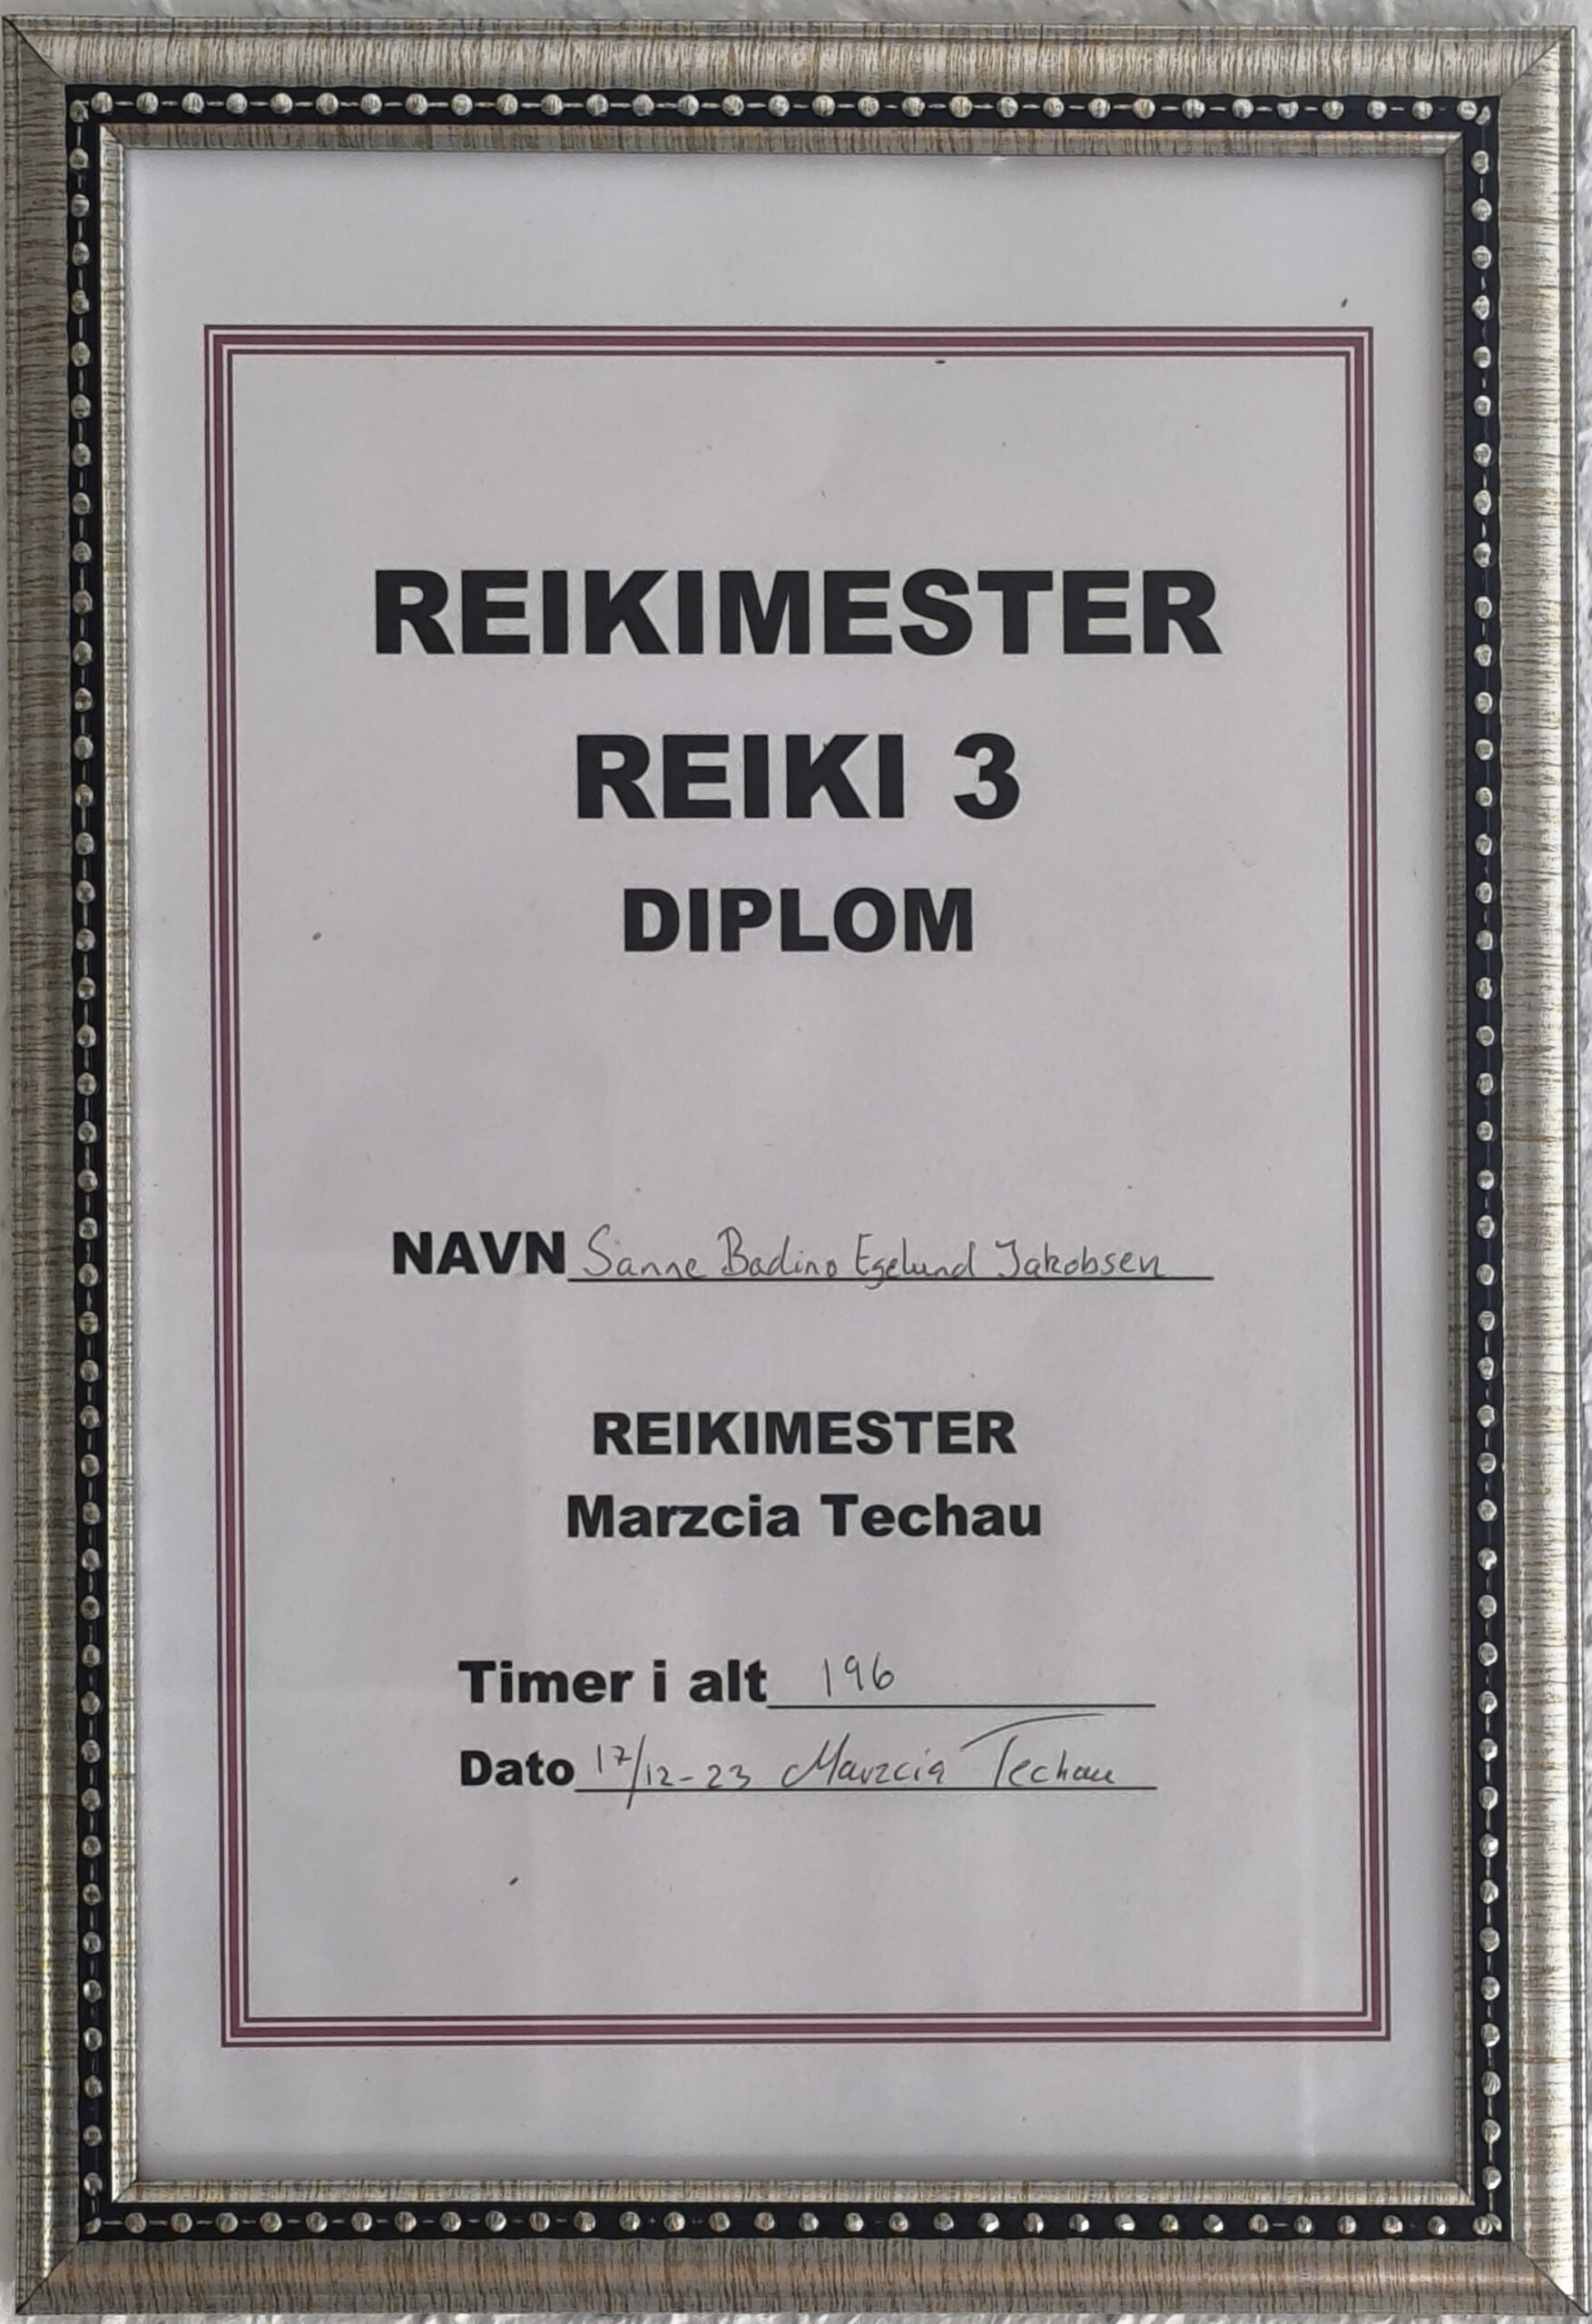 REIKIMESTER
REIKI 3
DIPLOM
NAVN Sanne Badino Egelund Jakobsen
REIKIMESTER
Marzcia Techau
Timer i alt 196
Dato 17/12-23 Marzcia Techau